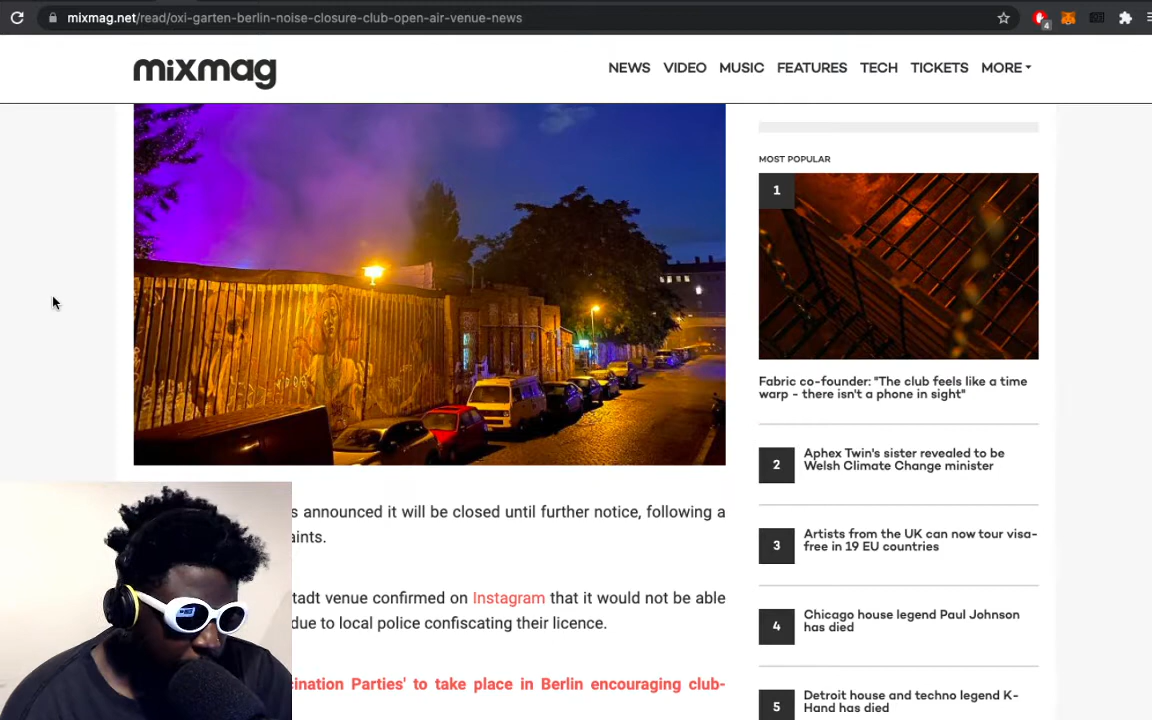 mixmag.net/read/oxi-garten-berlin-noise-closure-club-open-air-venue-news
4
mixmag
NEWS VIDEO MUSIC FEATURES TECH TICKETS MORE
MOST POPULAR
1
Fabric co-founder: "The club feels like a time
warp - there isn't a phone in sight"
2
Aphex Twin's sister revealed to be
Welsh Climate Change minister
3
Artists from the UK can now tour visa-
free in 19 EU countries
4
Chicago house legend Paul Johnson
has died
5
Detroit house and techno legend K-
Hand has died
s announced it will be closed until further notice, following a
aints.
tadt venue confirmed on Instagram that it would not be able
due to local police confiscating their licence.
cination Parties' to take place in Berlin encouraging club-